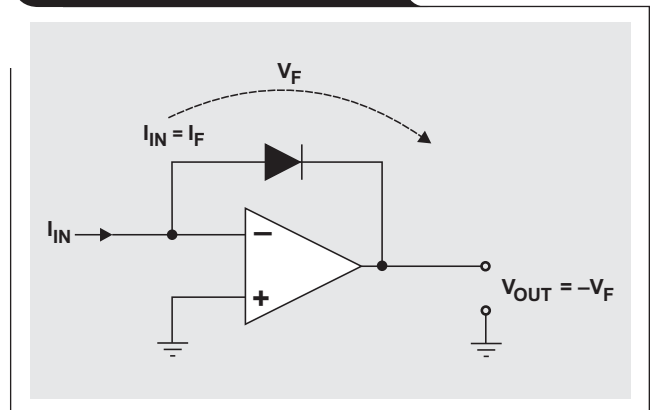 V_F
I_IN = I_F
I_IN
−
+
V_OUT = –V_F